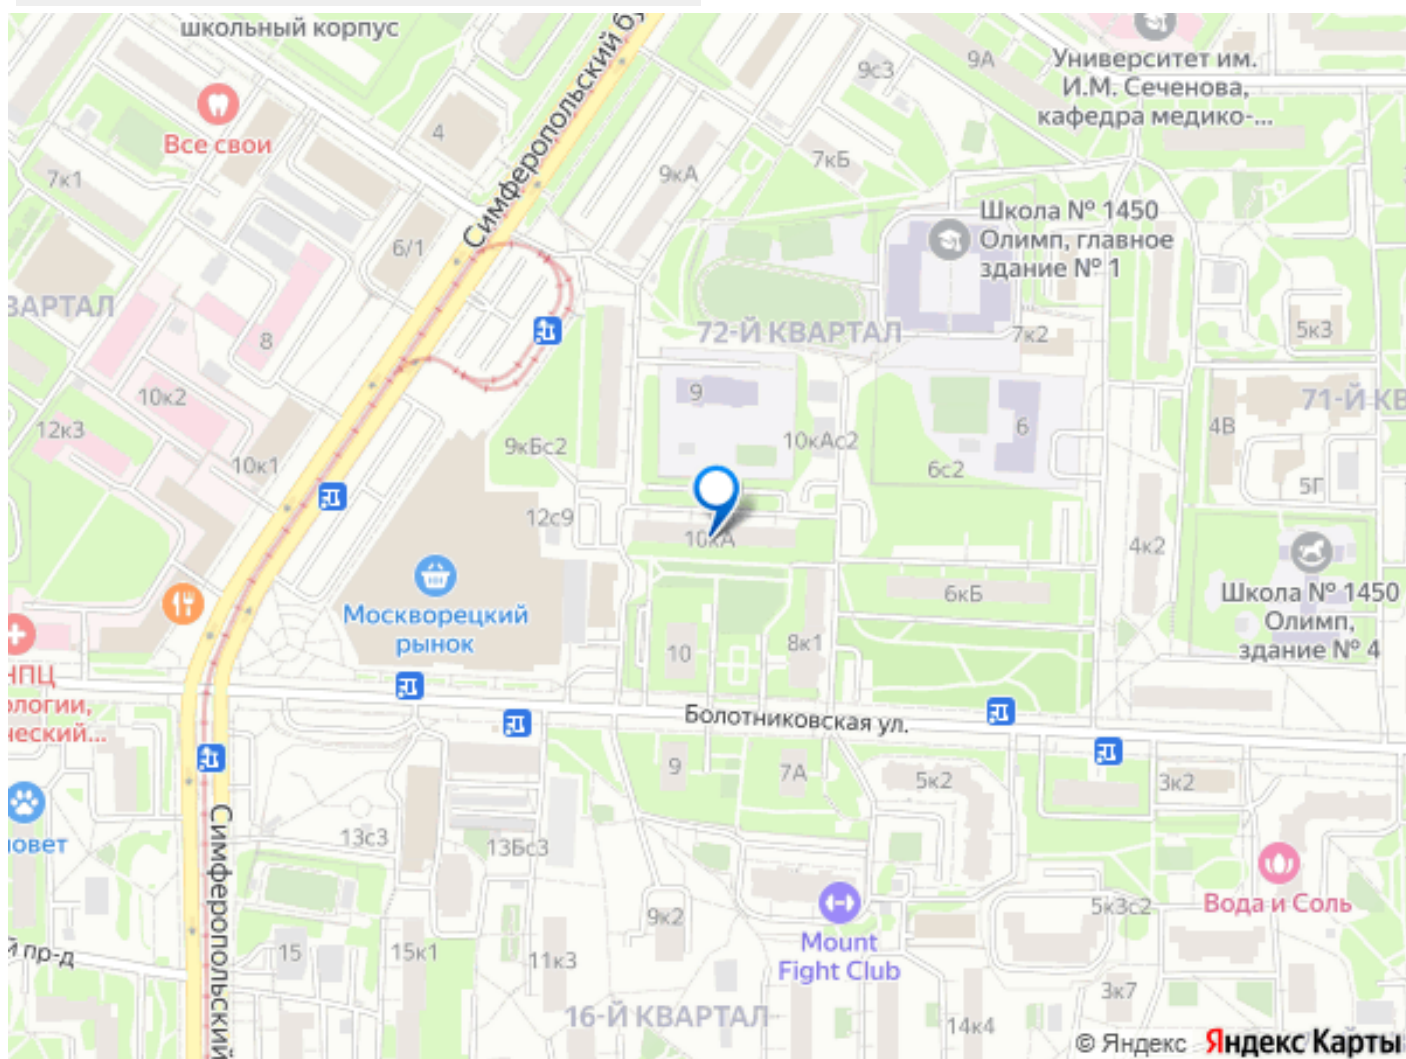 школьный корпус
Симферопольский бу
9А
Университет им.
И.М. Сеченова,
кафедра медико-...
9с3
Все свои
4
7кБ
7к1
9кА
Школа № 1450
Олимп, главное
здание № 1
6/1
ВАРТАЛ
72-Й КВАРТАЛ
8
7к2
5к3
10к2
9
71-Й КВ
12к3
9кБс2
10кАс2
6
4В
10к1
6с2
5Г
12с9
10кА
4к2
Москворецкий
рынок
6кБ
Школа № 1450
Олимп,
здание № 4
10
8к1
НПЦ
ологии,
ческий...
Болотниковская ул.
9
7А
5к2
3к2
овет
13с3
13Бс3
Симферопольский
Вода и Соль
5к3с2
9к2
Mount
Fight Club
й пр-д
15
15к1
11к3
3к7
16-Й КВАРТАЛ
14к4
© Яндекс Яндекс Карты